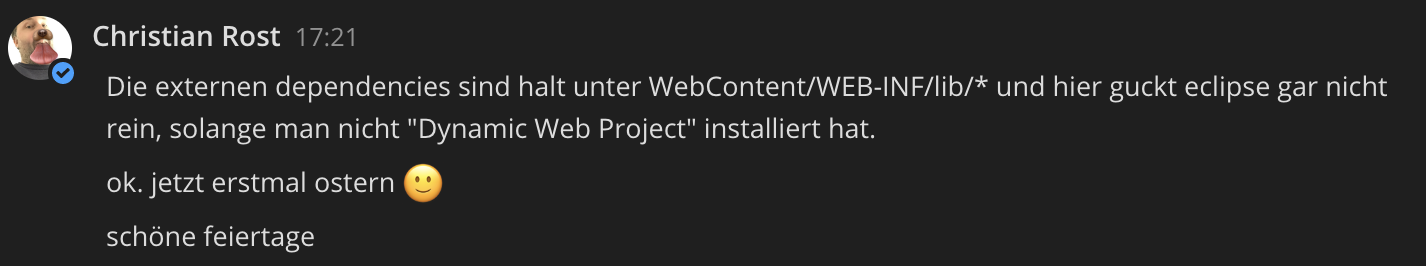 Christian Rost 17:21
Die externen dependencies sind halt unter WebContent/WEB-INF/lib/* und hier guckt eclipse gar nicht
rein, solange man nicht "Dynamic Web Project" installiert hat.
ok. jetzt erstmal ostern 🙂
schöne feiertage